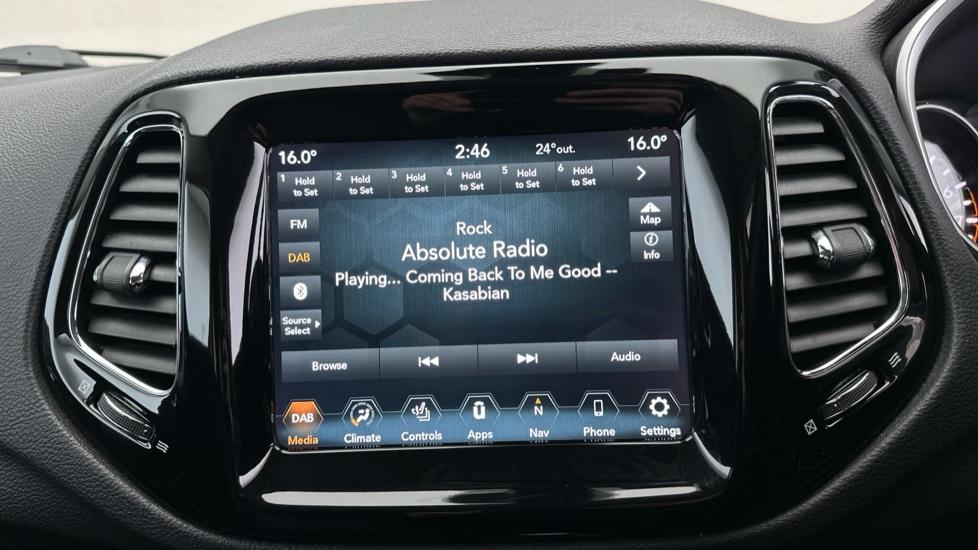 16.0° 2:46 24°out. 16.0°
1 Hold to Set 2 Hold to Set 3 Hold to Set 4 Hold to Set 5 Hold to Set 6 Hold to Set
FM
Rock
Map
DAB
Absolute Radio
Info
Playing... Coming Back To Me Good --
Kasabian
Source
Select
Browse Audio
DAB N
Media Climate Controls Apps Nav Phone Settings